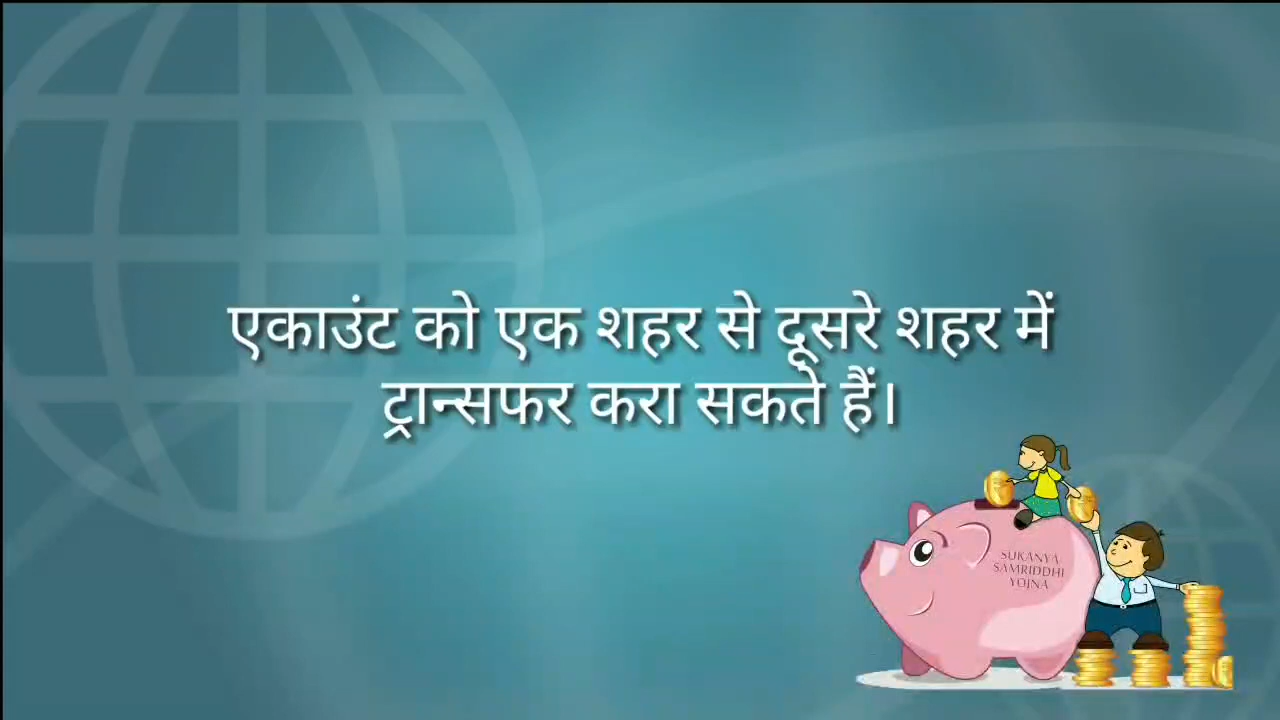 एकाउंट को एक शहर से दूसरे शहर में
ट्रान्सफर करा सकते हैं।
SUKANYA
SAMRIDDHI
YOJNA